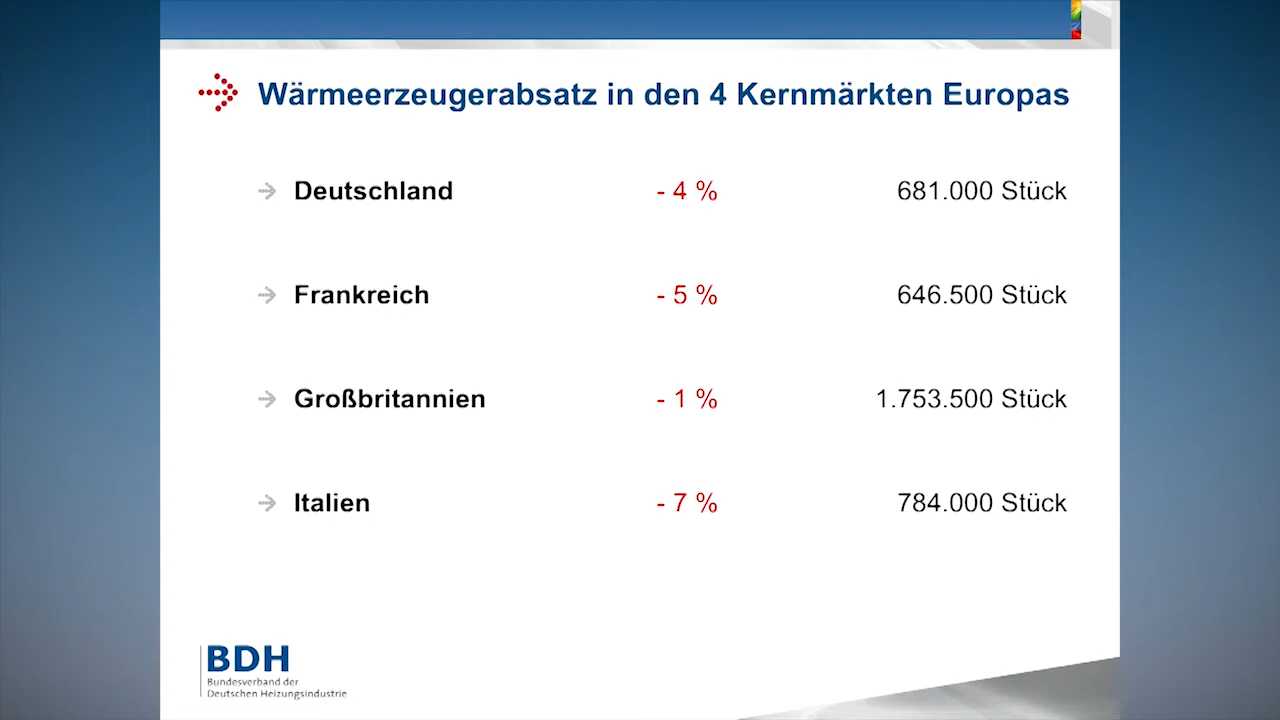 Wärmeerzeugerabsatz in den 4 Kernmärkten Europas
Deutschland - 4 % 681.000 Stück
Frankreich - 5 % 646.500 Stück
Großbritannien - 1 % 1.753.500 Stück
Italien - 7 % 784.000 Stück
BDH
Bundesverband der
Deutschen Heizungsindustrie